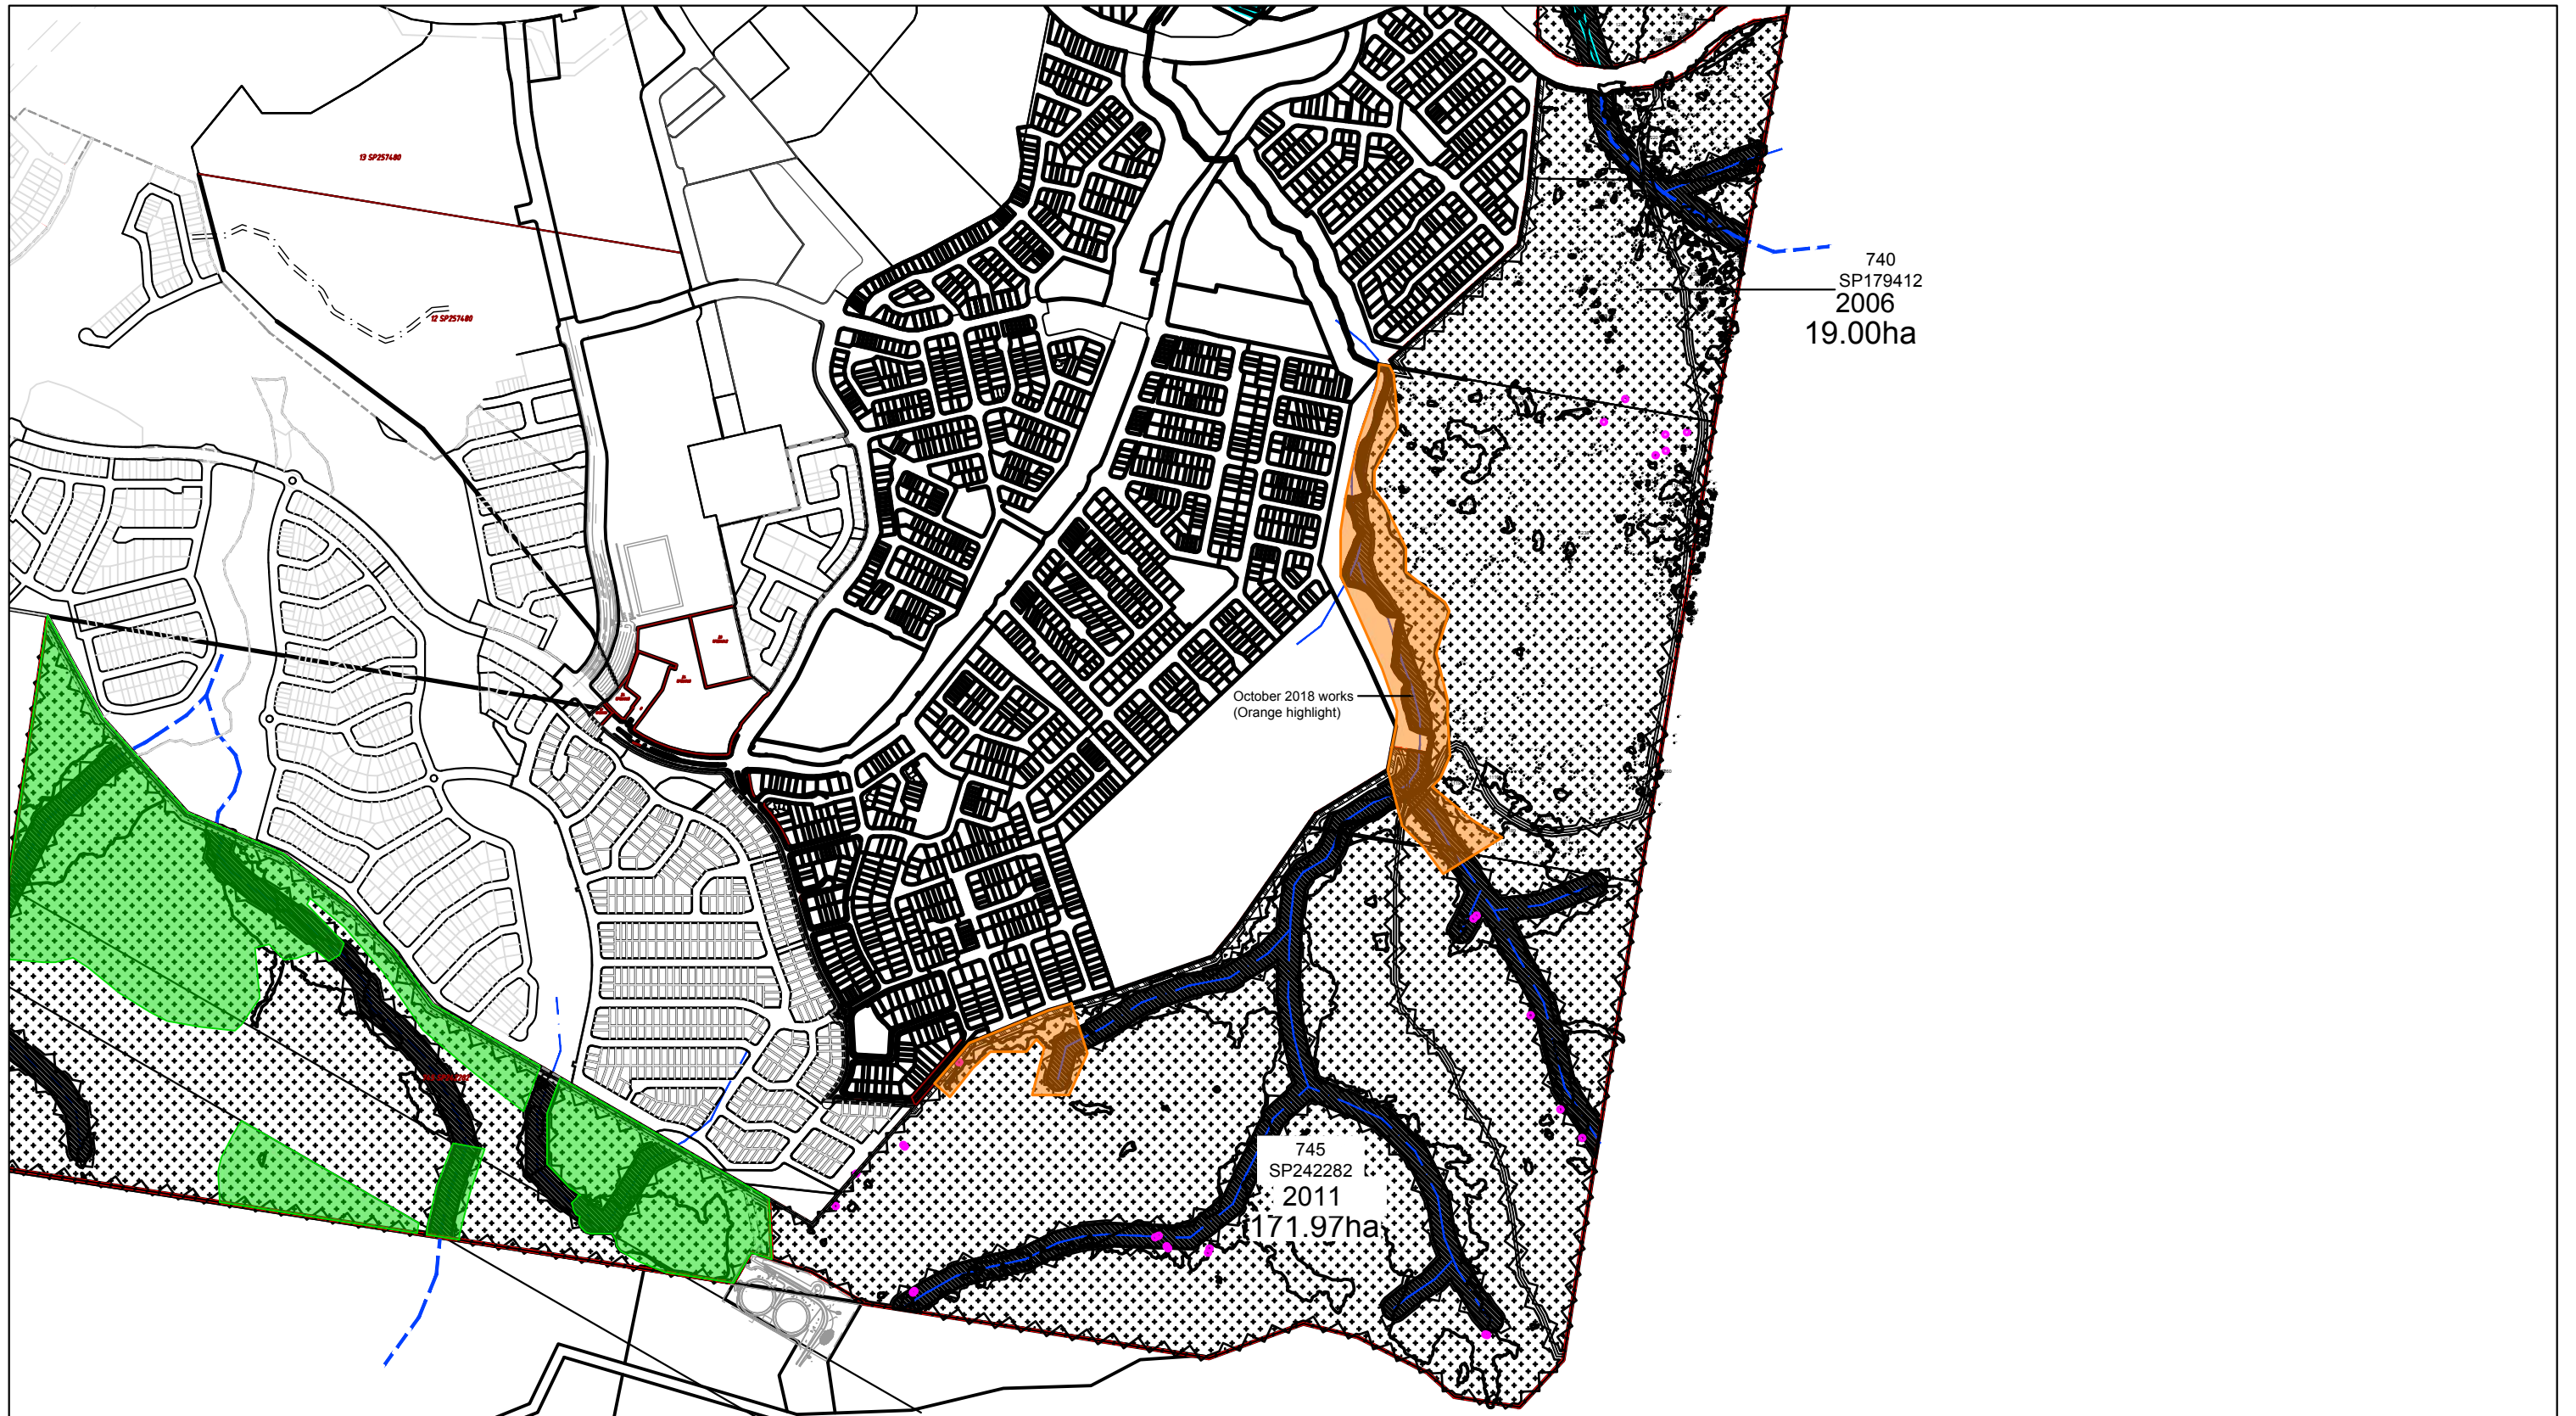 13 SP257480
740
SP179412
2006
19.00ha
12 SP257480
October 2018 works
(Orange highlight)
745
SP242282
2011
171.97ha